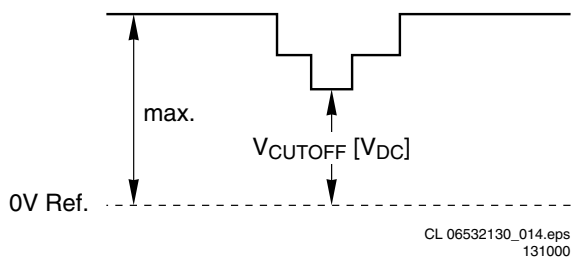 max.
VCUTOFF [VDC]
0V Ref.
CL 06532130_014.eps
131000